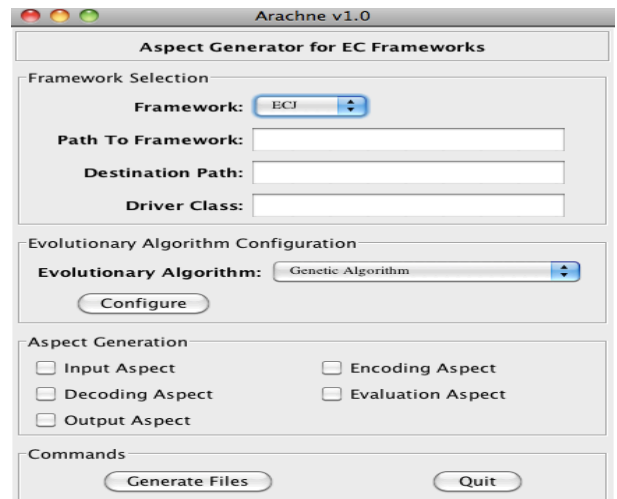 Arachne v1.0
Aspect Generator for EC Frameworks
Framework Selection
Framework: ECJ
Path To Framework:
Destination Path:
Driver Class:
Evolutionary Algorithm Configuration
Evolutionary Algorithm: Genetic Algorithm
Configure
Aspect Generation
Input Aspect Encoding Aspect
Decoding Aspect Evaluation Aspect
Output Aspect
Commands
Generate Files Quit